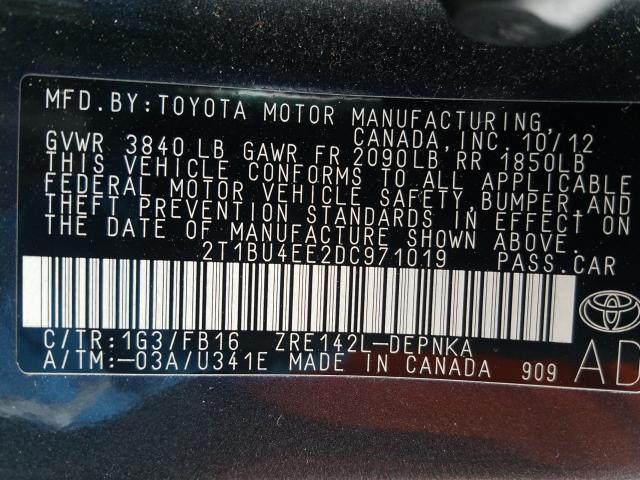 MFD.BY:TOYOTA MOTOR MANUFACTURING,
CANADA,INC. 10/12
GVWR 3840 LB GAWR FR 2090LB RR 1850LB
THIS VEHICLE CONFORMS TO ALL APPLICABLE
FEDERAL MOTOR VEHICLE SAFETY,BUMPER,AND
THEFT PREVENTION STANDARDS IN EFFECT ON
THE DATE OF MANUFACTURE SHOWN ABOVE.
2T1BU4EE2DC971019 PASS.CAR
C/TR:1G3/FB16 ZRE142L-DEPNKA
A/TM:-03A/U341E MADE IN CANADA 909
AD